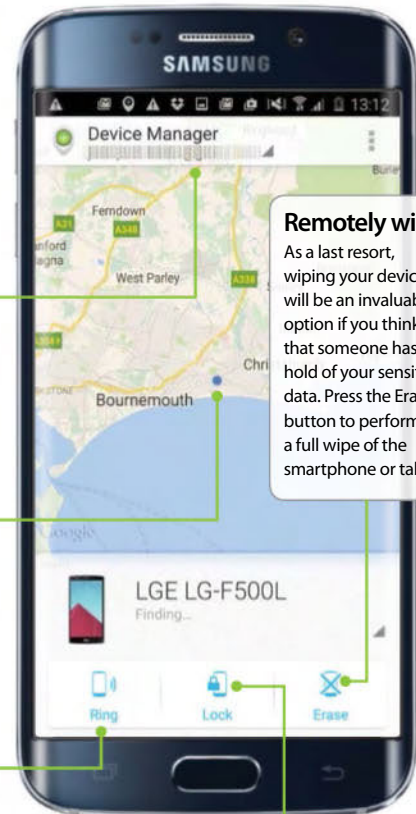 SAMSUNG
13:12
Device Manager
Burle
Ferndown
A31
A348
West Parley
A338
Chri
Bournemouth
Google
Remotely wi
As a last resort,
wiping your devic
will be an invaluab
option if you think
that someone has
hold of your sensit
data. Press the Era
button to perform
a full wipe of the
smartphone or tal
LGE LG-F500L
Finding...
Ring
Lock
Erase